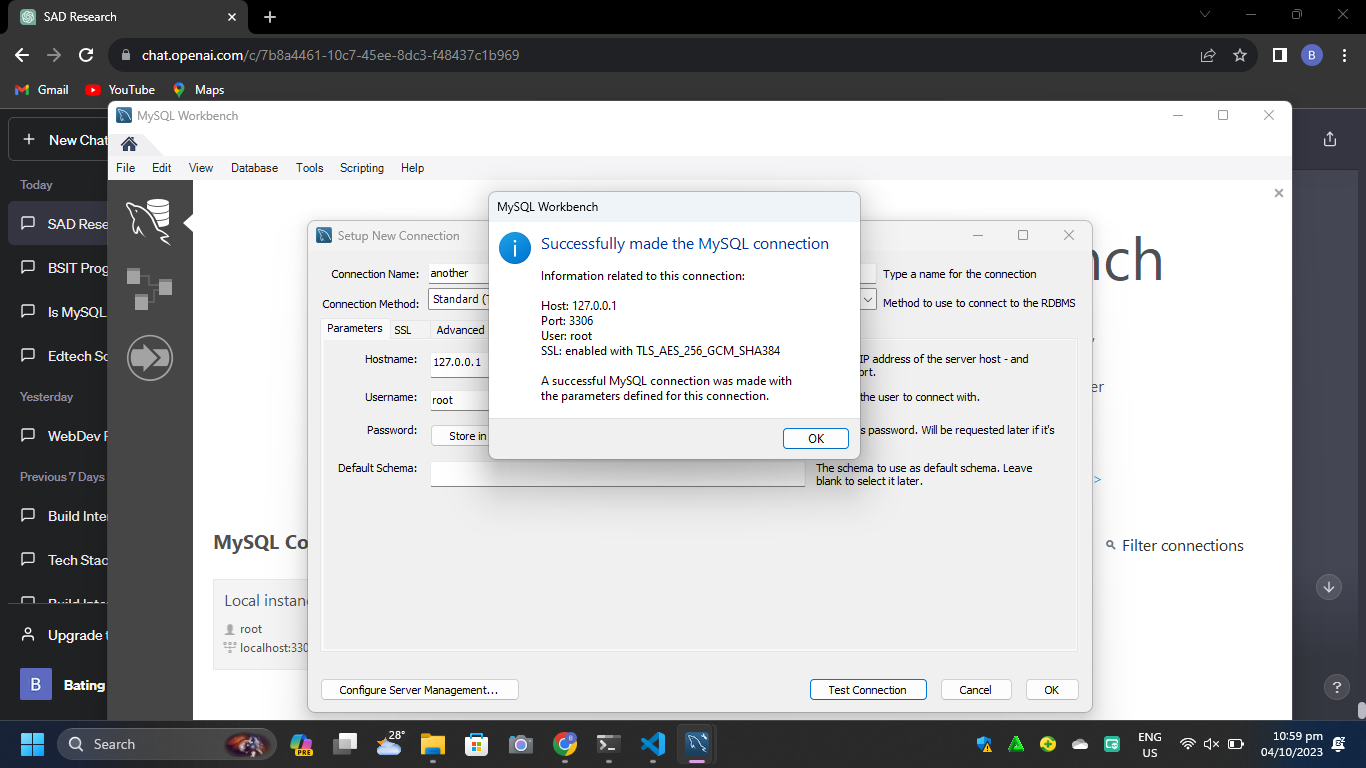 SAD Research
chat.openai.com/c/7b8a4461-10c7-45ee-8dc3-f48437c1b969
B
Gmail
YouTube
Maps
New Chat
Today
SAD Rese
BSIT Prog
Is MySQL
Edtech So
Yesterday
WebDev
Previous 7 Days
Build Inte
Tech Stac
Upgrade t
B
Bating
MySQL Workbench
File Edit View Database Tools Scripting Help
nch
er
>
MySQL Co
Filter connections
Local instan
root
localhost:330
Setup New Connection
Connection Name: another
Type a name for the connection
Connection Method: Standard (T
Method to use to connect to the RDBMS
Parameters SSL Advanced
Hostname: 127.0.0.1
IP address of the server host - and
ort.
Username: root
the user to connect with.
Password: Store in
s password. Will be requested later if it's
Default Schema:
The schema to use as default schema. Leave
blank to select it later.
Configure Server Management...
Test Connection
Cancel
OK
MySQL Workbench
Successfully made the MySQL connection
Information related to this connection:
Host: 127.0.0.1
Port: 3306
User: root
SSL: enabled with TLS_AES_256_GCM_SHA384
A successful MySQL connection was made with
the parameters defined for this connection.
OK
?
Search
PRE
28°
ENG
US
10:59 pm
04/10/2023